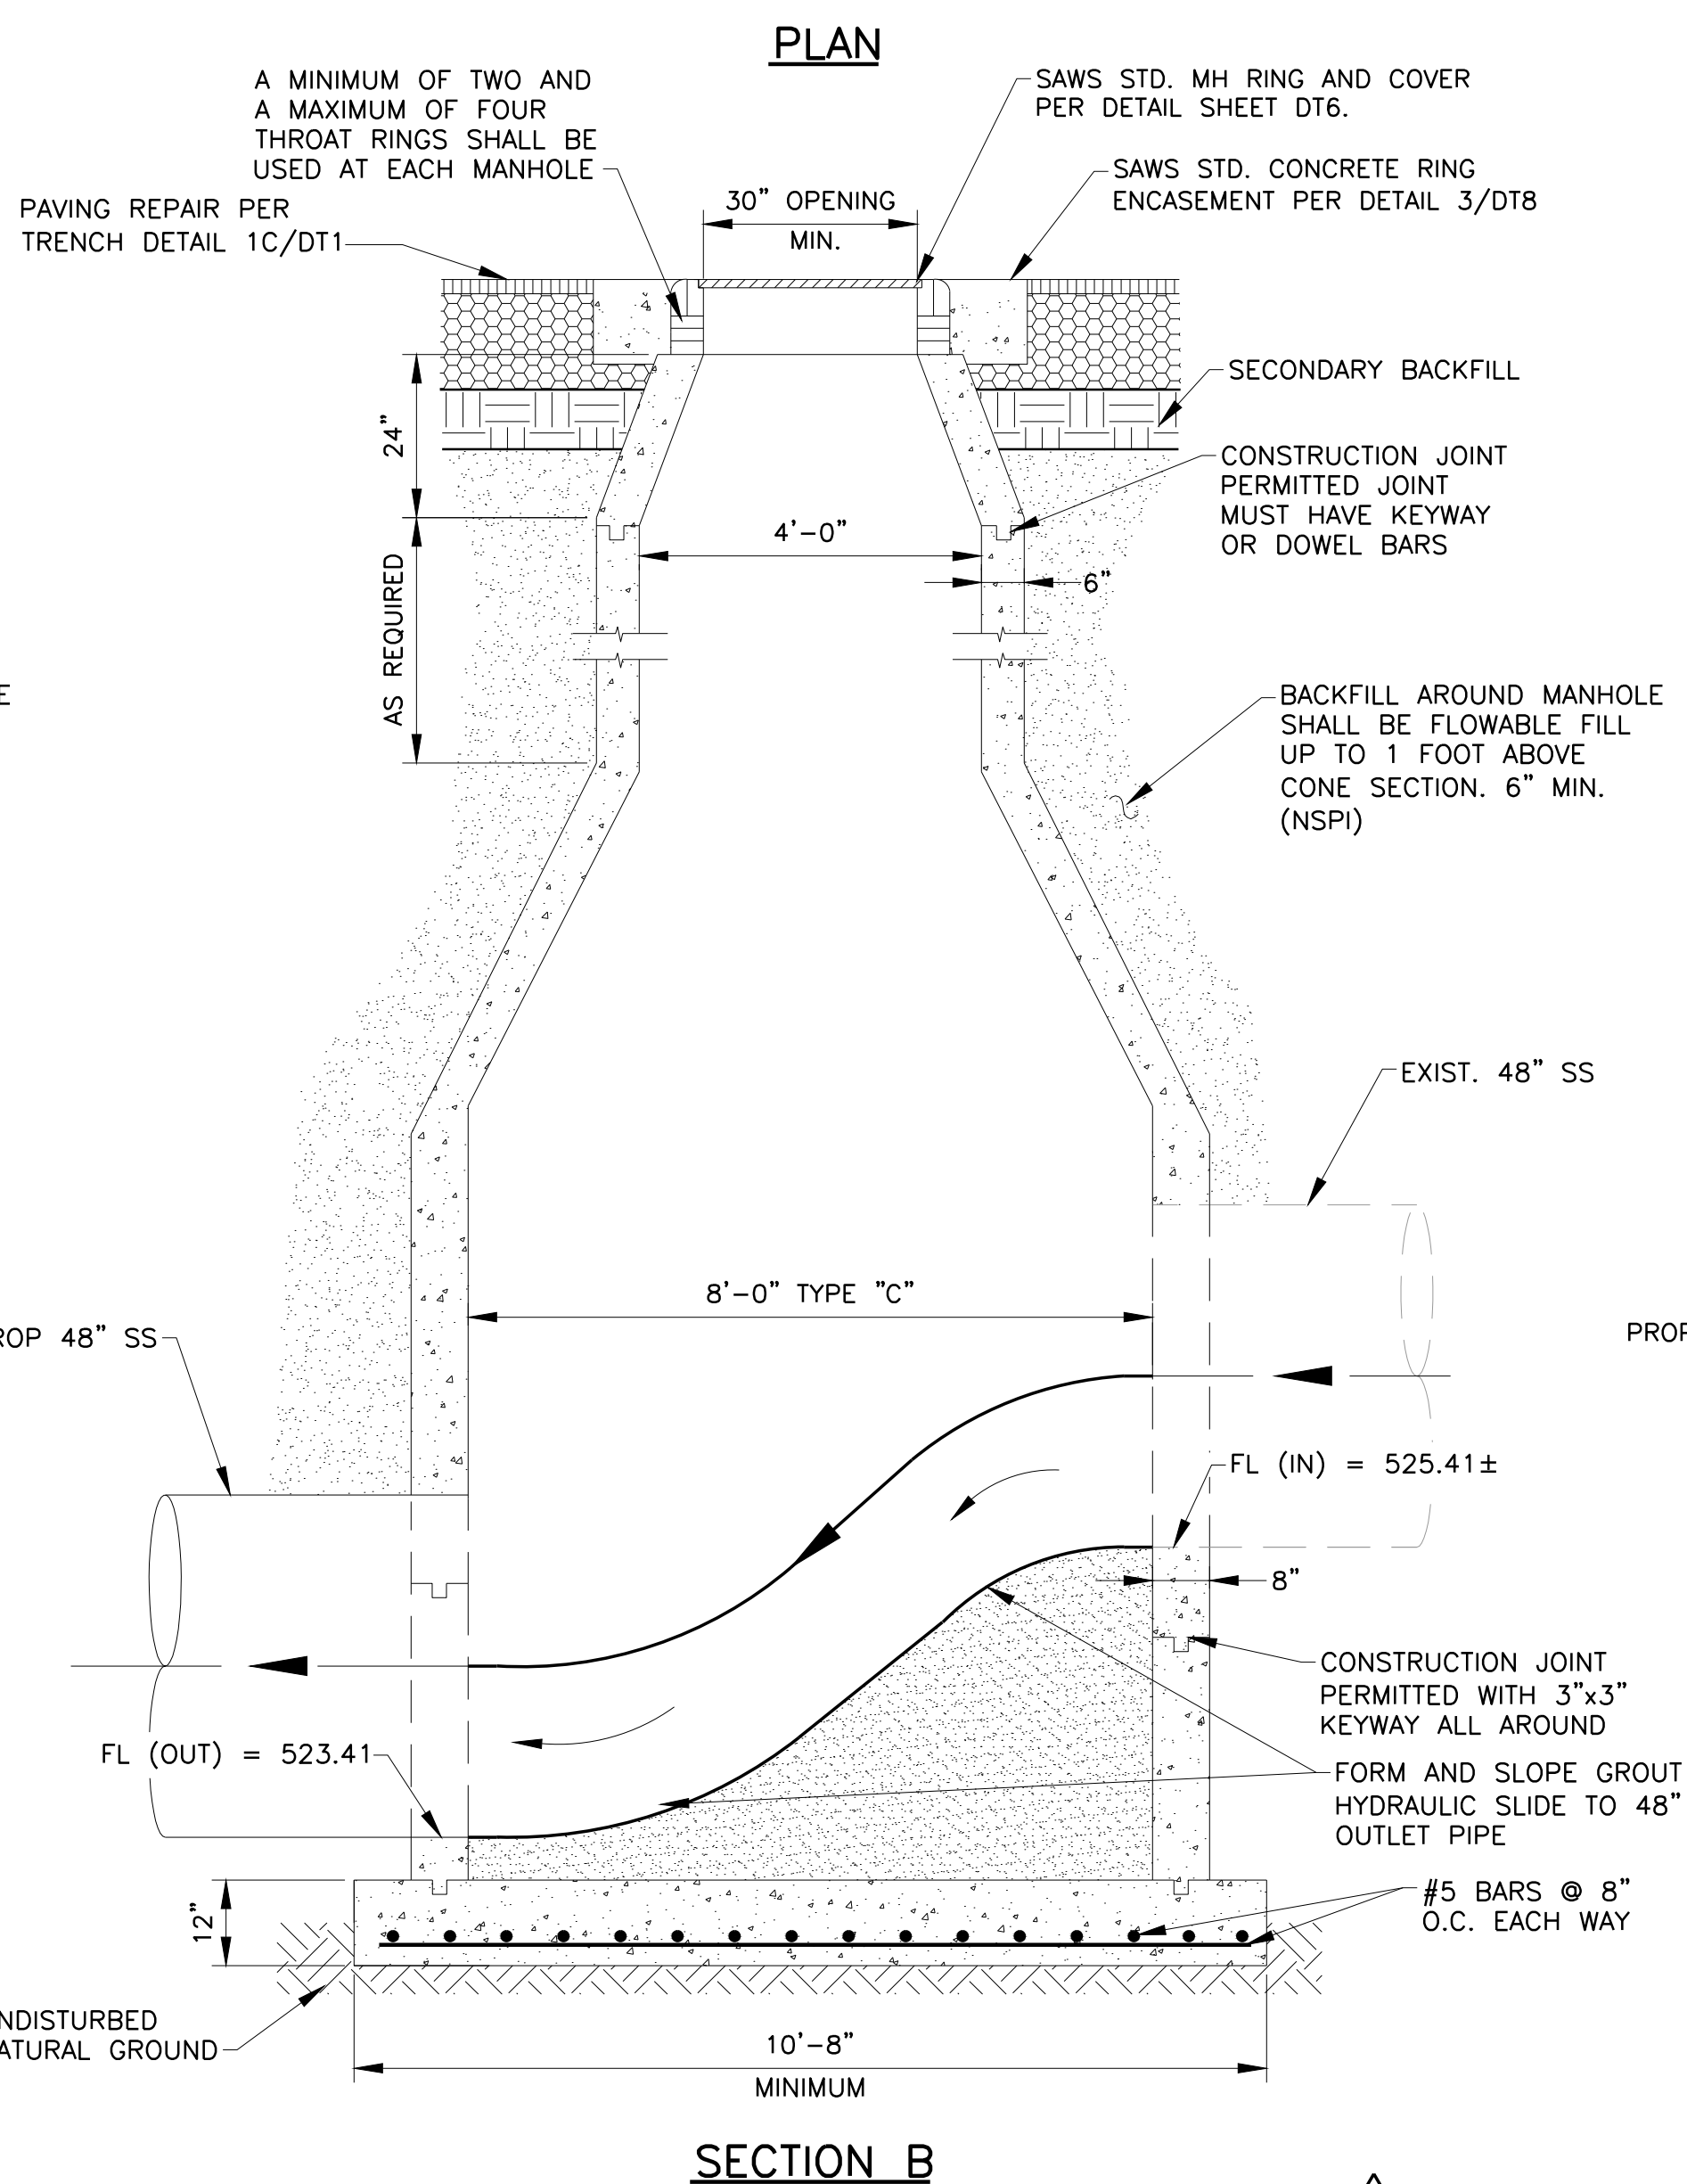 PLAN
A MINIMUM OF TWO AND
A MAXIMUM OF FOUR
THROAT RINGS SHALL BE
USED AT EACH MANHOLE
SAWS STD. MH RING AND COVER
PER DETAIL SHEET DT6.
SAWS STD. CONCRETE RING
ENCASEMENT PER DETAIL 3/DT8
30" OPENING
MIN.
PAVING REPAIR PER
TRENCH DETAIL 1C/DT1
SECONDARY BACKFILL
24"
CONSTRUCTION JOINT
PERMITTED JOINT
MUST HAVE KEYWAY
OR DOWEL BARS
4'-0"
6"
AS REQUIRED
E
BACKFILL AROUND MANHOLE
SHALL BE FLOWABLE FILL
UP TO 1 FOOT ABOVE
CONE SECTION. 6" MIN.
(NSPI)
EXIST. 48" SS
8'-0" TYPE "C"
ROP 48" SS
PROP
FL (IN) = 525.41±
8"
CONSTRUCTION JOINT
PERMITTED WITH 3"x3"
KEYWAY ALL AROUND
FL (OUT) = 523.41
FORM AND SLOPE GROUT
HYDRAULIC SLIDE TO 48"
OUTLET PIPE
12"
#5 BARS @ 8"
O.C. EACH WAY
NDISTURBED
ATURAL GROUND
10'-8"
MINIMUM
SECTION B